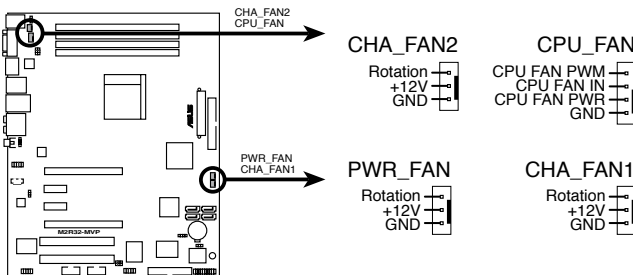 CHA_FAN2
CPU_FAN
CHA_FAN2
Rotation
+12V
GND
CPU_FAN
CPU FAN PWM
CPU FAN IN
CPU FAN PWR
GND
ASUS
PWR_FAN
CHA_FAN1
PWR_FAN
Rotation
+12V
GND
CHA_FAN1
Rotation
+12V
GND
M2R32-MVP